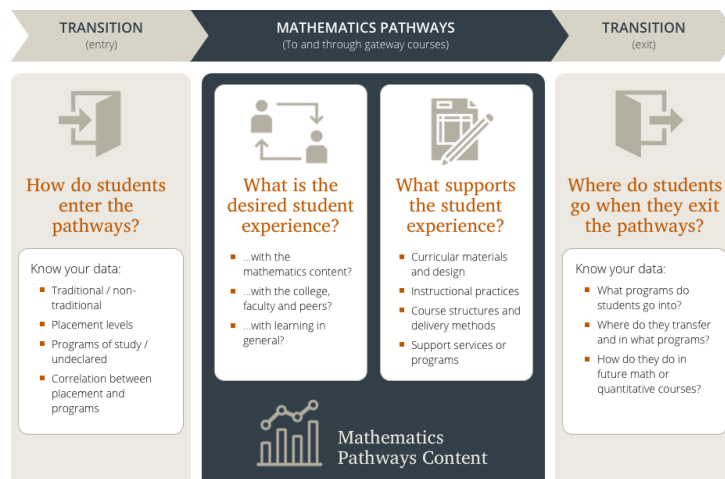 TRANSITION
(entry)
MATHEMATICS PATHWAYS
(To and through gateway courses)
TRANSITION
(exit)
How do students
enter the
pathways?
Know your data:
Traditional / non-
traditional
Placement levels
Programs of study /
undeclared
Correlation between
placement and
programs
What is the
desired student
experience?
...with the
mathematics content?
...with the college,
faculty and peers?
...with learning in
general?
What supports
the student
experience?
Curricular materials
and design
Instructional practices
Course structures and
delivery methods
Support services or
programs
Mathematics
Pathways Content
Where do students
go when they exit
the pathways?
Know your data:
What programs do
students go into?
Where do they transfer
and in what programs?
How do they do in
future math or
quantitative courses?